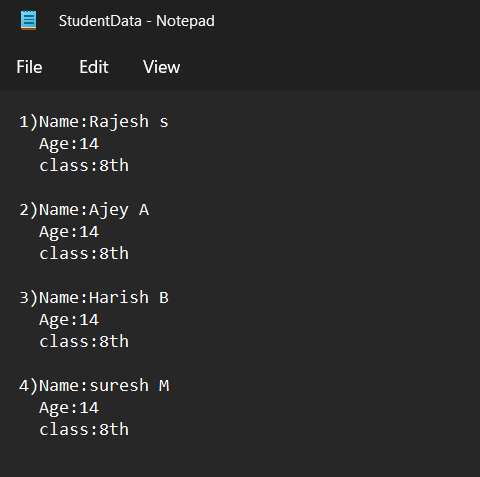 StudentData - Notepad
File Edit View
1)Name:Rajesh s
Age:14
class:8th
2)Name:Ajey A
Age:14
class:8th
3)Name:Harish B
Age:14
class:8th
4)Name:suresh M
Age:14
class:8th